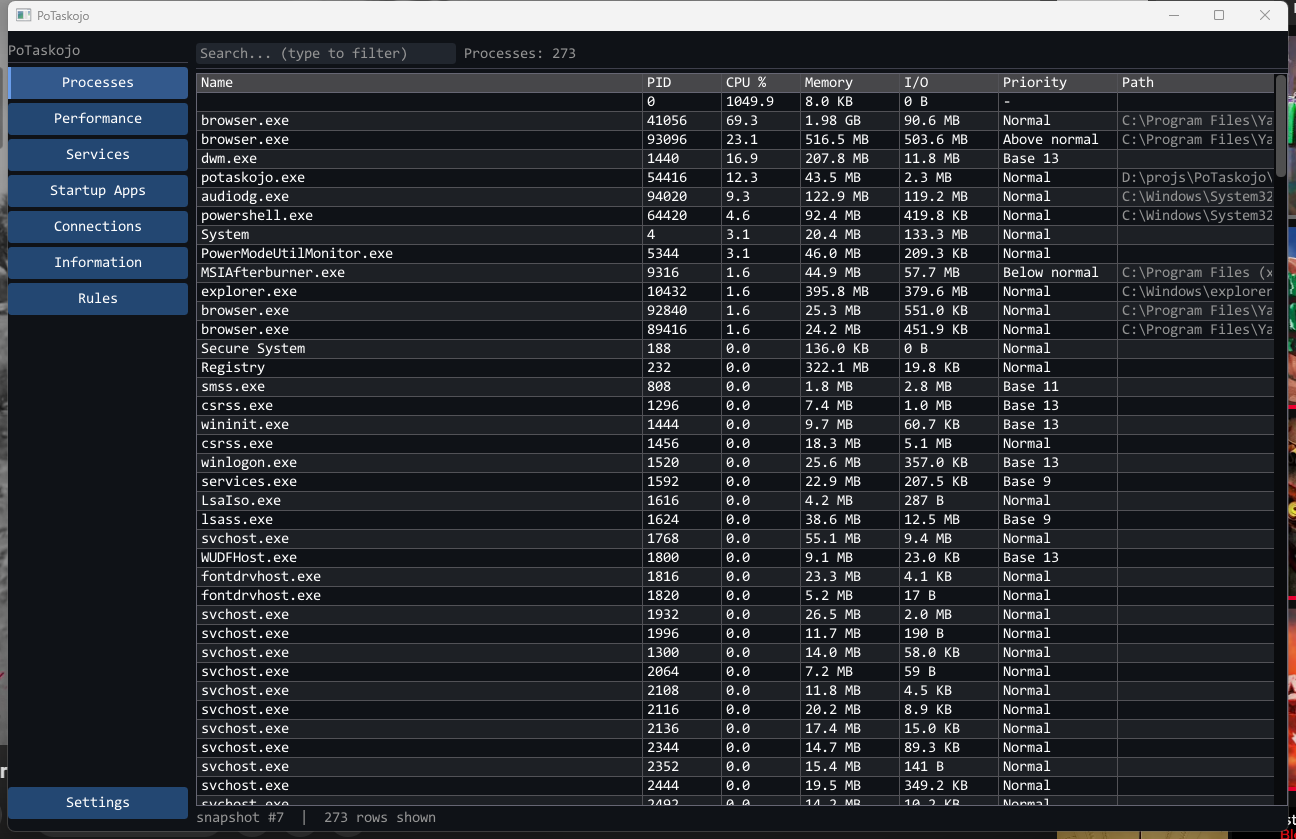 PoTaskojo
PoTaskojo
Search... (type to filter) Processes: 273
Processes
Performance
Services
Startup Apps
Connections
Information
Rules
Settings
Name PID CPU % Memory I/O Priority Path
0 1049.9 8.0 KB 0 B -
browser.exe 41056 69.3 1.98 GB 90.6 MB Normal C:\Program Files\Ya
browser.exe 93096 23.1 516.5 MB 503.6 MB Above normal C:\Program Files\Ya
dwm.exe 1440 16.9 207.8 MB 11.8 MB Base 13
potaskojo.exe 54416 12.3 43.5 MB 2.3 MB Normal D:\projs\PoTaskojo\
audiodg.exe 94020 9.3 122.9 MB 119.2 MB Normal C:\Windows\System32
powershell.exe 64420 4.6 92.4 MB 419.8 KB Normal C:\Windows\System32
System 4 3.1 20.4 MB 133.3 MB Normal
PowerModeUtilMonitor.exe 5344 3.1 46.0 MB 209.3 KB Normal
MSIAfterburner.exe 9316 1.6 44.9 MB 57.7 MB Below normal C:\Program Files (x
explorer.exe 10432 1.6 395.8 MB 379.6 MB Normal C:\Windows\explorer
browser.exe 92840 1.6 25.3 MB 551.0 KB Normal C:\Program Files\Ya
browser.exe 89416 1.6 24.2 MB 451.9 KB Normal C:\Program Files\Ya
Secure System 188 0.0 136.0 KB 0 B Normal
Registry 232 0.0 322.1 MB 19.8 KB Normal
smss.exe 808 0.0 1.8 MB 2.8 MB Base 11
csrss.exe 1296 0.0 7.4 MB 1.0 MB Base 13
wininit.exe 1444 0.0 9.7 MB 60.7 KB Base 13
csrss.exe 1456 0.0 18.3 MB 5.1 MB Normal
winlogon.exe 1520 0.0 25.6 MB 357.0 KB Base 13
services.exe 1592 0.0 22.9 MB 207.5 KB Base 9
LsaIso.exe 1616 0.0 4.2 MB 287 B Normal
lsass.exe 1624 0.0 38.6 MB 12.5 MB Base 9
svchost.exe 1768 0.0 55.1 MB 9.4 MB Normal
WUDFHost.exe 1800 0.0 9.1 MB 23.0 KB Base 13
fontdrvhost.exe 1816 0.0 23.3 MB 4.1 KB Normal
fontdrvhost.exe 1820 0.0 5.2 MB 17 B Normal
svchost.exe 1932 0.0 26.5 MB 2.0 MB Normal
svchost.exe 1996 0.0 11.7 MB 190 B Normal
svchost.exe 1300 0.0 14.0 MB 58.0 KB Normal
svchost.exe 2064 0.0 7.2 MB 59 B Normal
svchost.exe 2108 0.0 11.8 MB 4.5 KB Normal
svchost.exe 2116 0.0 20.2 MB 8.9 KB Normal
svchost.exe 2136 0.0 17.4 MB 15.0 KB Normal
svchost.exe 2344 0.0 14.7 MB 89.3 KB Normal
svchost.exe 2352 0.0 15.4 MB 141 B Normal
svchost.exe 2444 0.0 19.5 MB 349.2 KB Normal
svchost.exe 2492 0.0 14.2 MB 10.2 KB Normal
snapshot #7 | 273 rows shown